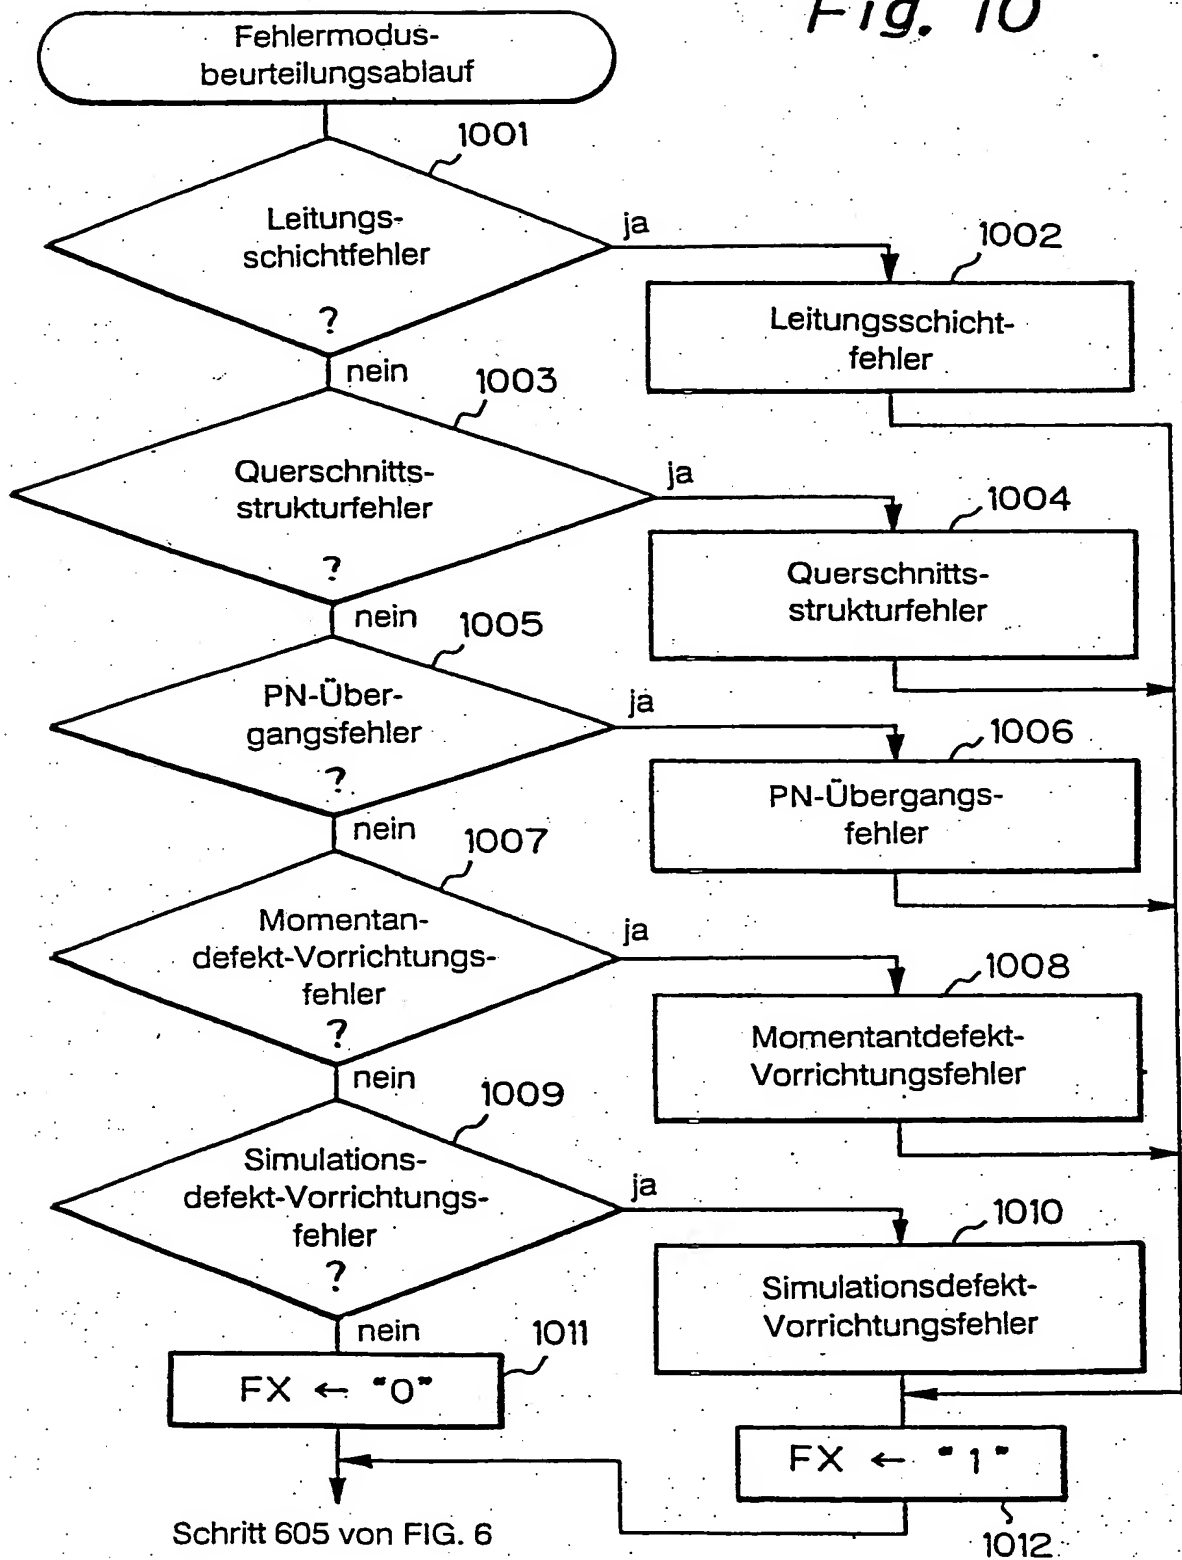 Fig. 10
Fehlermodus-
beurteilungsablauf
1001
Leitungs-
schichtfehler
?
ja
nein
1002
Leitungsschicht-
fehler
1003
Querschnitts-
strukturfehler
?
ja
nein
1004
Querschnitts-
strukturfehler
1005
PN-Über-
gangsfehler
?
ja
nein
1006
PN-Übergangs-
fehler
1007
Momentan-
defekt-Vorrichtungs-
fehler
?
ja
nein
1008
Momentantdefekt-
Vorrichtungsfehler
1009
Simulations-
defekt-Vorrichtungs-
fehler
?
ja
nein
1010
Simulationsdefekt-
Vorrichtungsfehler
1011
FX ← "0"
FX ← "1"
1012
Schritt 605 von FIG. 6